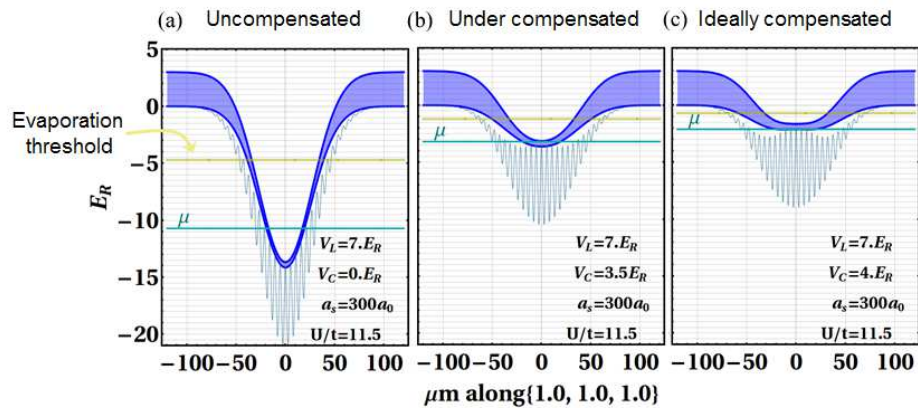 (a) Uncompensated
(b) Under compensated
(c) Ideally compensated
5
0
−5
−10
−15
−20
E_R
Evaporation
threshold
μ
V_L=7.E_R
V_C=0.E_R
a_s=300a_0
U/t=11.5
μ
V_L=7.E_R
V_C=3.5E_R
a_s=300a_0
U/t=11.5
μ
V_L=7.E_R
V_C=4.E_R
a_s=300a_0
U/t=11.5
−100 −50 0 50 100
−100 −50 0 50 100
−100 −50 0 50 100
μm along{1.0, 1.0, 1.0}